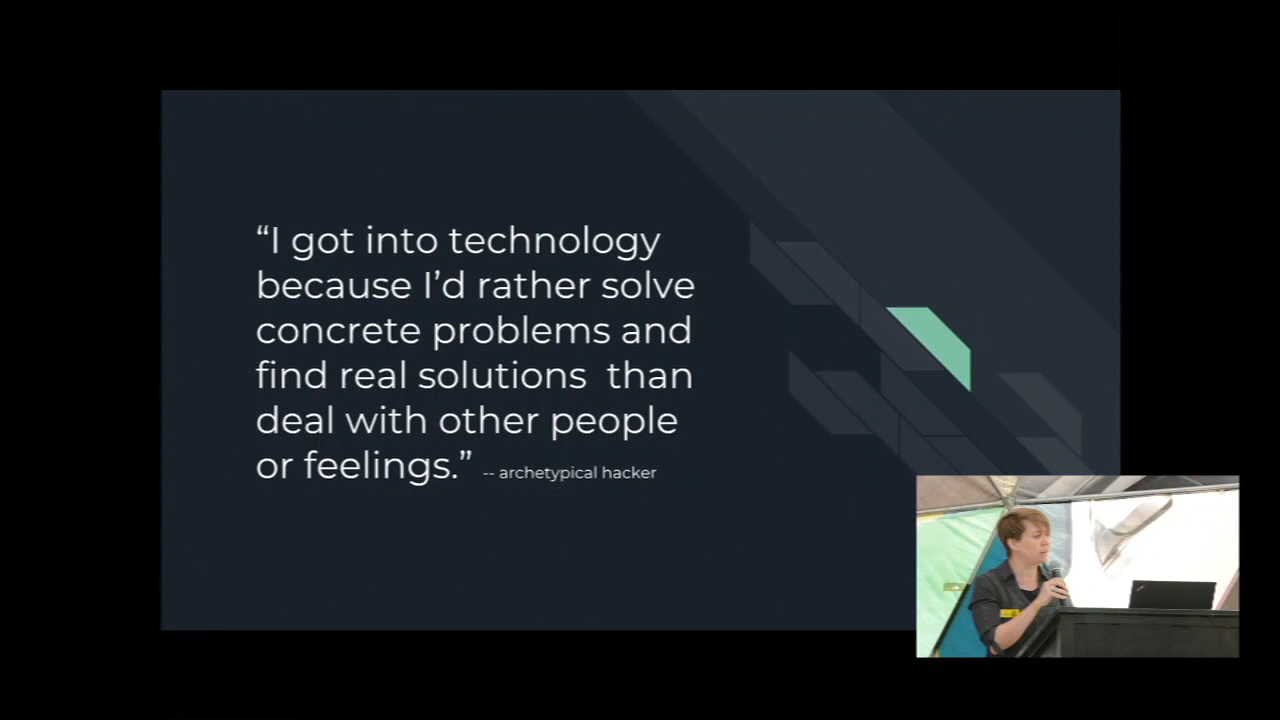 “I got into technology
because I’d rather solve
concrete problems and
find real solutions  than
deal with other people
or feelings.” -- archetypical hacker